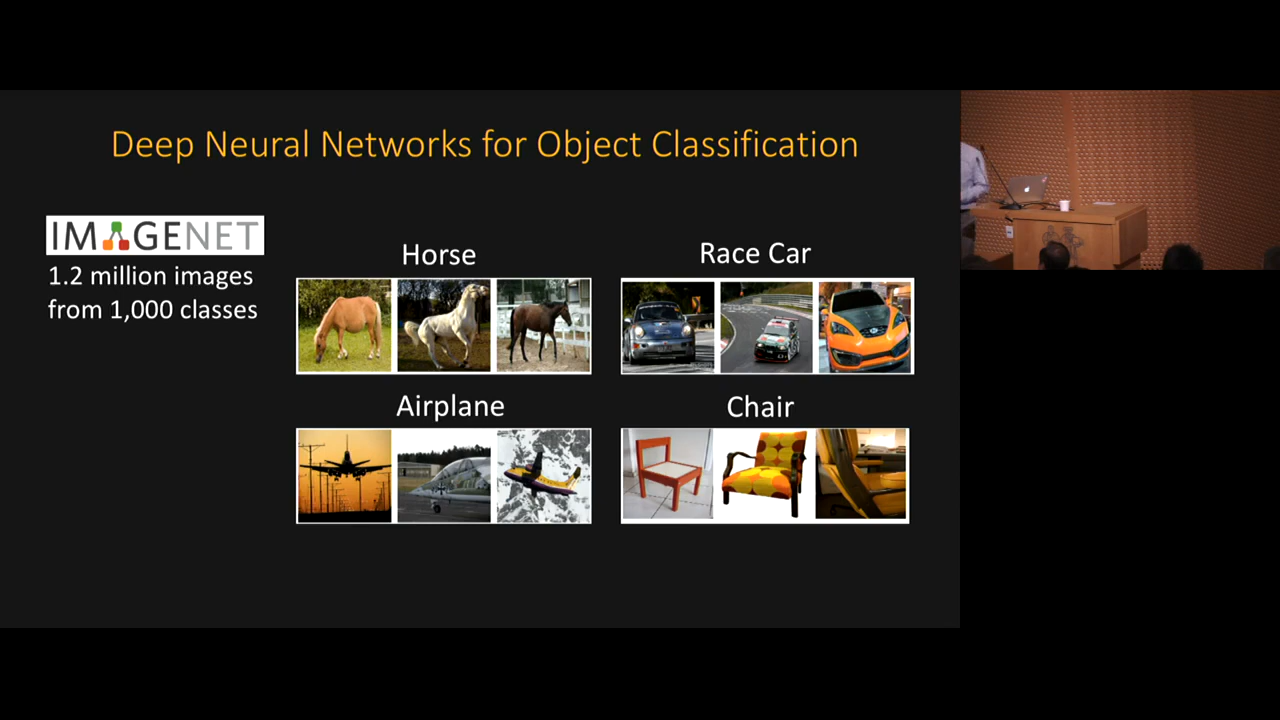 Deep Neural Networks for Object Classification
IMAGENET
1.2 million images
from 1,000 classes
Horse
Race Car
Airplane
Chair